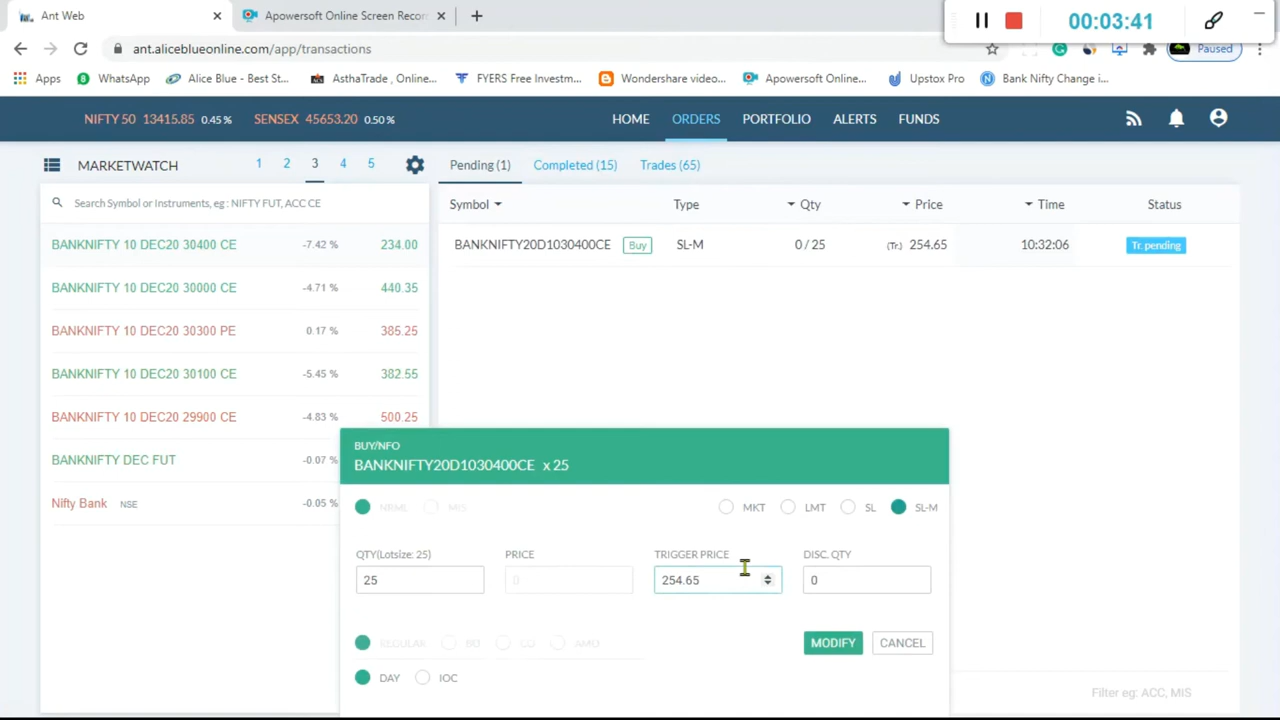 Ant Web
Apowersoft Online Screen Recor
00:03:41
ant.aliceblueonline.com/app/transactions
Paused
Apps
WhatsApp
Alice Blue - Best St...
AsthaTrade , Online...
FYERS Free Investm...
Wondershare video...
Apowersoft Online...
Upstox Pro
Bank Nifty Change i...
NIFTY 50 13415.85 0.45 %
SENSEX 45653.20 0.50 %
HOME
ORDERS
PORTFOLIO
ALERTS
FUNDS
MARKETWATCH
1 2 3 4 5
Search Symbol or Instruments, eg : NIFTY FUT, ACC CE
BANKNIFTY 10 DEC20 30400 CE -7.42 % 234.00
BANKNIFTY 10 DEC20 30000 CE -4.71 % 440.35
BANKNIFTY 10 DEC20 30300 PE 0.17 % 385.25
BANKNIFTY 10 DEC20 30100 CE -5.45 % 382.55
BANKNIFTY 10 DEC20 29900 CE -4.83 % 500.25
BANKNIFTY DEC FUT -0.07 %
Nifty Bank NSE -0.05 %
Pending (1)
Completed (15)
Trades (65)
Symbol Type Qty Price Time Status
BANKNIFTY20D1030400CE Buy SL-M 0 / 25 (Tr.) 254.65 10:32:06 Tr. pending
BUY/NFO
BANKNIFTY20D1030400CE x 25
NRML MIS MKT LMT SL SL-M
QTY(Lotsize: 25) PRICE TRIGGER PRICE DISC. QTY
25 0 254.65 0
REGULAR BO CO AMO
MODIFY CANCEL
DAY IOC
Filter eg: ACC, MIS